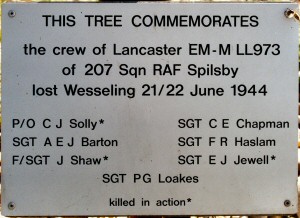 THIS TREE COMMEMORATES
the crew of Lancaster EM-M LL973
of 207 Sqn RAF Spilsby
lost Wesseling 21/22 June 1944
P/O C J Solly* SGT C E Chapman
SGT A E J Barton SGT F R Haslam
F/SGT J Shaw* SGT E J Jewell*
SGT P G Loakes
killed in action*